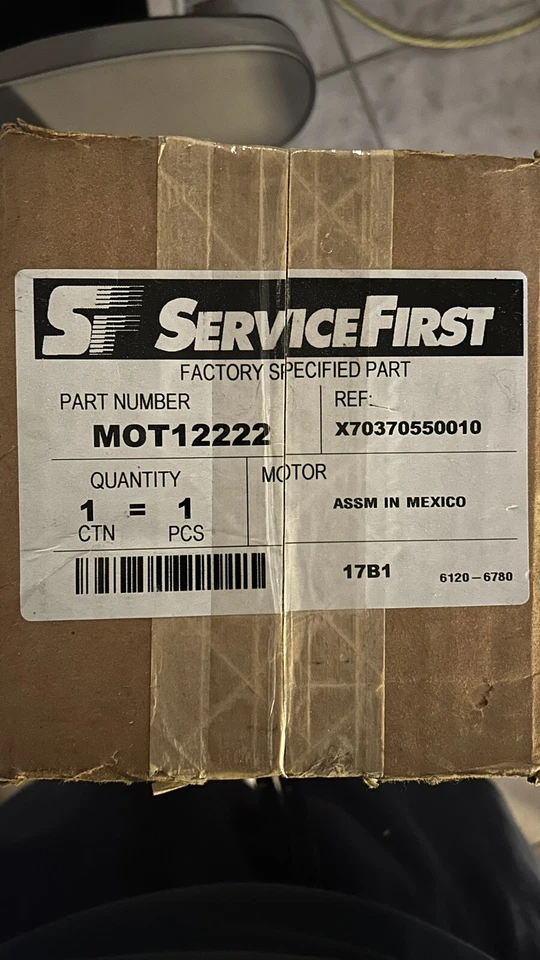 SF SERVICEFIRST
FACTORY SPECIFIED PART
PART NUMBER
MOT12222
REF:
X70370550010
QUANTITY
1 = 1
CTN PCS
MOTOR
ASSM IN MEXICO
17B1
6120-6780